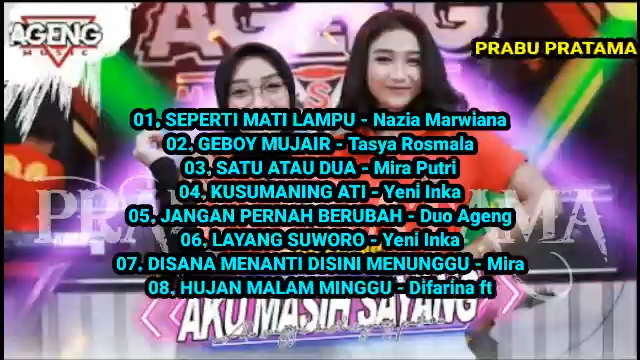 AGENG
MUSIC
AGENG
PRABU PRATAMA
01, SEPERTI MATI LAMPU - Nazia Marwiana
02. GEBOY MUJAIR - Tasya Rosmala
03. SATU ATAU DUA - Mira Putri
04. KUSUMANING ATI - Yeni Inka
05, JANGAN PERNAH BERUBAH - Duo Ageng
06. LAYANG SUWORO - Yeni Inka
07. DISANA MENANTI DISINI MENUNGGU - Mira
08. HUJAN MALAM MINGGU - Difarina ft
AKU MASIH SAYANG